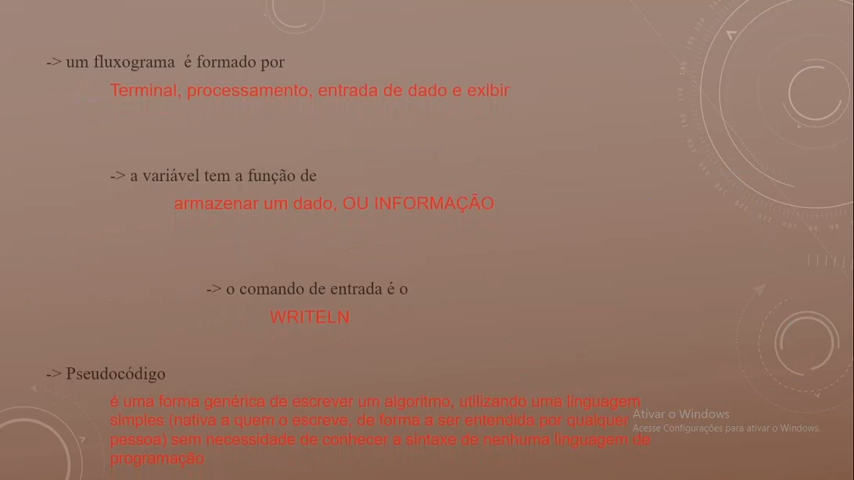 -> um fluxograma é formado por
Terminal, processamento, entrada de dado e exibir
-> a variável tem a função de
armazenar um dado, OU INFORMAÇÃO
-> o comando de entrada é o
WRITELN
-> Pseudocódigo
é uma forma genérica de escrever um algoritmo, utilizando uma linguagem
simples (nativa a quem o escreve, de forma a ser entendida por qualquer
pessoa) sem necessidade de conhecer a sintaxe de nenhuma linguagem de
programação
Ativar o Windows
Acesse Configurações para ativar o Windows.